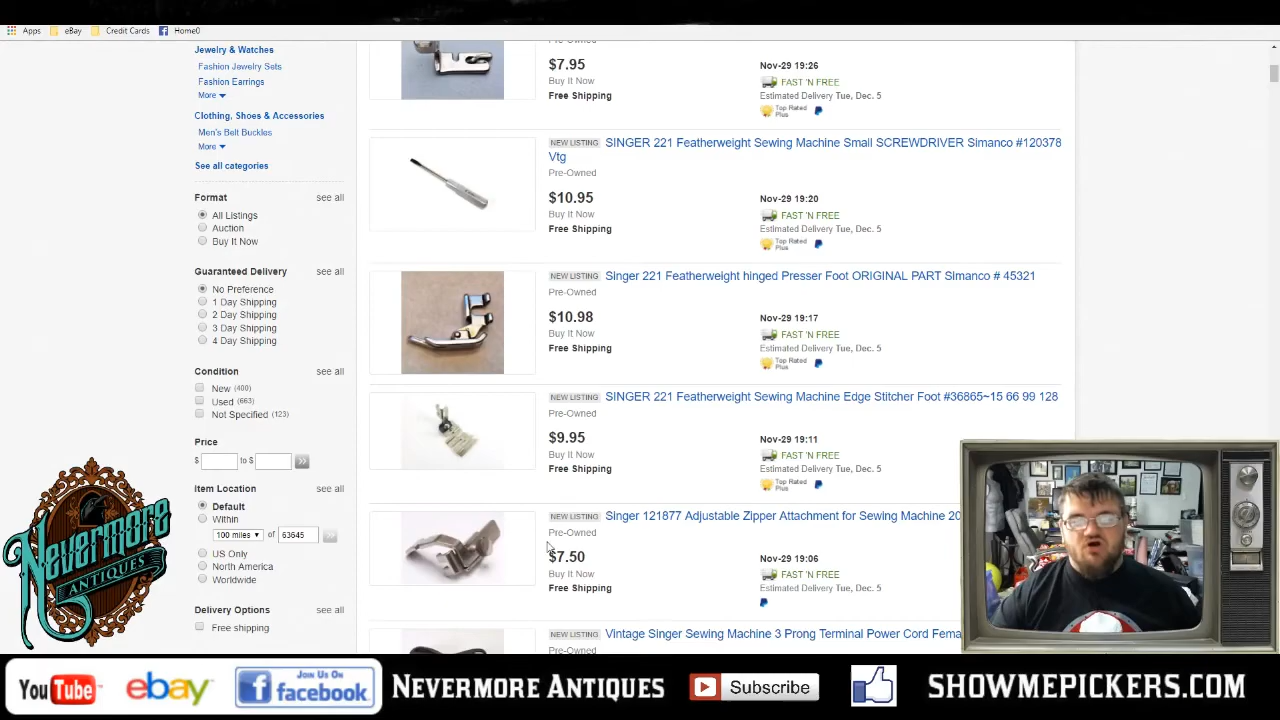 Apps eBay Credit Cards Home0
Jewelry & Watches
Fashion Jewelry Sets
Fashion Earrings
More
Clothing, Shoes & Accessories
Men's Belt Buckles
More
See all categories
Format see all
All Listings
Auction
Buy It Now
Guaranteed Delivery see all
No Preference
1 Day Shipping
2 Day Shipping
3 Day Shipping
4 Day Shipping
Condition see all
New (400)
Used (663)
Not Specified (123)
Price
$ to $ »
Item Location see all
Default
Within
100 miles of 63645
US Only
North America
Worldwide
Delivery Options see all
Free shipping
Pre-Owned
$7.95
Buy It Now
Free Shipping
Nov-29 19:26
FAST 'N FREE
Estimated Delivery Tue, Dec. 5
Top Rated Plus
NEW LISTING SINGER 221 Featherweight Sewing Machine Small SCREWDRIVER Simanco #120378
Vtg
Pre-Owned
$10.95
Buy It Now
Free Shipping
Nov-29 19:20
FAST 'N FREE
Estimated Delivery Tue, Dec. 5
Top Rated Plus
NEW LISTING Singer 221 Featherweight hinged Presser Foot ORIGINAL PART Simanco # 45321
Pre-Owned
$10.98
Buy It Now
Free Shipping
Nov-29 19:17
FAST 'N FREE
Estimated Delivery Tue, Dec. 5
Top Rated Plus
NEW LISTING SINGER 221 Featherweight Sewing Machine Edge Stitcher Foot #36865~15 66 99 128
Pre-Owned
$9.95
Buy It Now
Free Shipping
Nov-29 19:11
FAST 'N FREE
Estimated Delivery Tue, Dec. 5
Top Rated Plus
NEW LISTING Singer 121877 Adjustable Zipper Attachment for Sewing Machine 20
Pre-Owned
$7.50
Buy It Now
Free Shipping
Nov-29 19:06
FAST 'N FREE
Estimated Delivery Tue, Dec. 5
NEW LISTING Vintage Singer Sewing Machine 3 Prong Terminal Power Cord Fema
Pre-Owned
Nevermore
ANTIQUES
YouTube ebay JOIN US ON facebook NEVERMORE ANTIQUES Subscribe SHOWMEPICKERS.COM